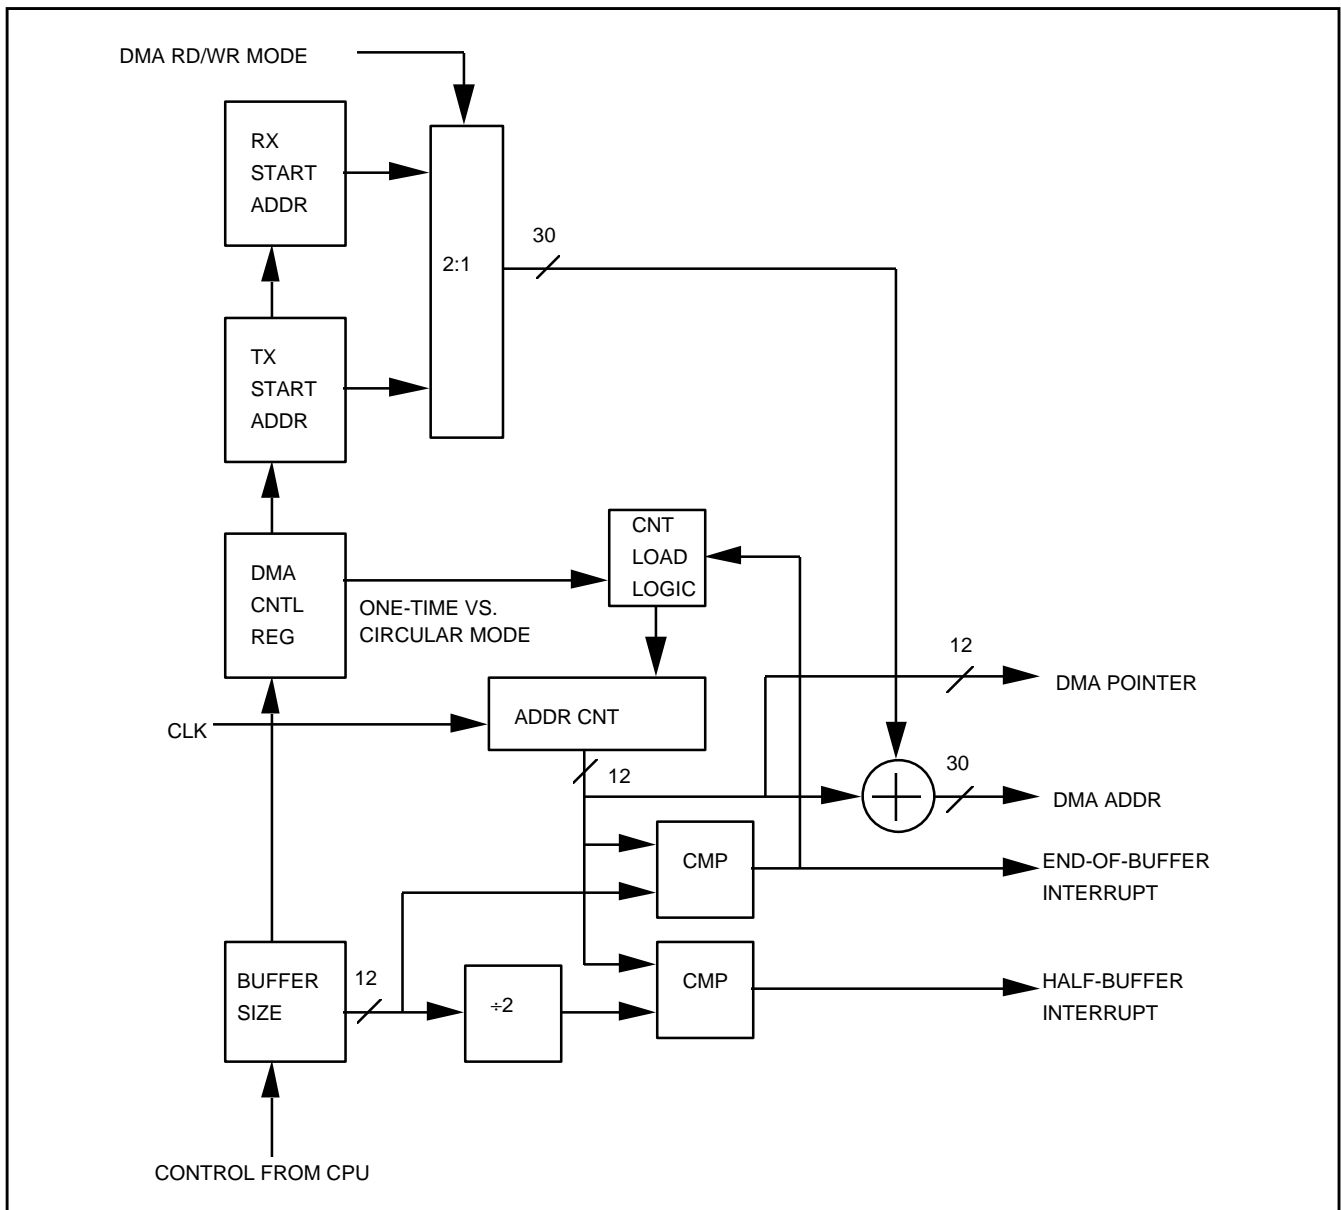 DMA RD/WR MODE
RX
START
ADDR
2:1
30
TX
START
ADDR
CNT
LOAD
LOGIC
DMA
CNTL
REG
ONE-TIME VS.
CIRCULAR MODE
12
DMA POINTER
CLK
ADDR CNT
12
30
DMA ADDR
CMP
END-OF-BUFFER
INTERRUPT
BUFFER
SIZE
12
÷2
CMP
HALF-BUFFER
INTERRUPT
CONTROL FROM CPU